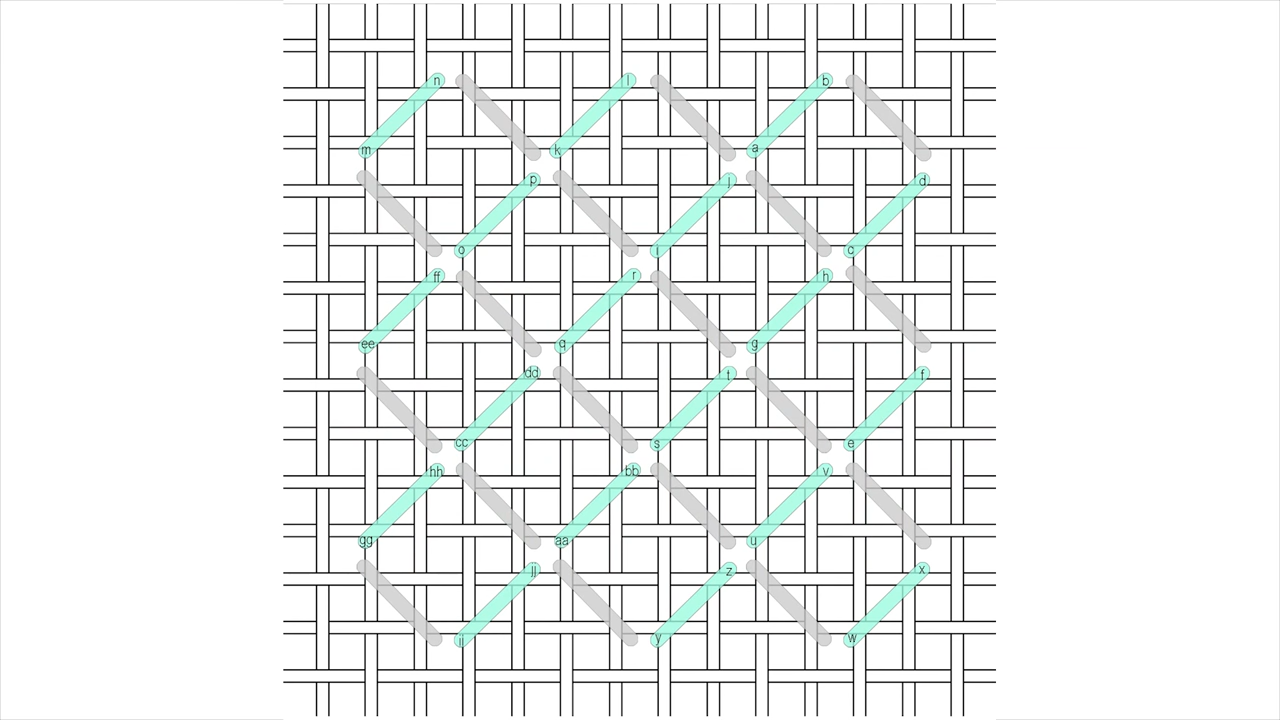 n l b
m k a
p j d
o i c
ff r h
ee q g
dd t f
cc s e
hh bb v
gg aa u
jj z x
ii y w